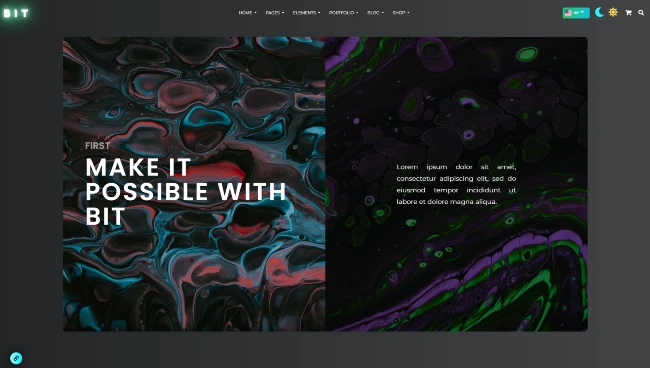 BIT
HOME PAGES ELEMENTS PORTFOLIO BLOG SHOP
FIRST
MAKE IT
POSSIBLE WITH
BIT
Lorem ipsum dolor sit amet,
consectetur adipiscing elit, sed do
eiusmod tempor incididunt ut
labore et dolore magna aliqua.